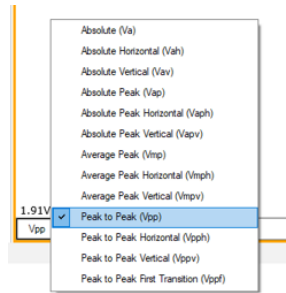 Absolute (Va)
Absolute Horizontal (Vah)
Absolute Vertical (Vav)
Absolute Peak (Vap)
Absolute Peak Horizontal (Vaph)
Absolute Peak Vertical (Vapv)
Average Peak (Vmp)
Average Peak Horizontal (Vmph)
Average Peak Vertical (Vmpv)
1.91V
Peak to Peak (Vpp)
Vpp
Peak to Peak Horizontal (Vpph)
Peak to Peak Vertical (Vppv)
Peak to Peak First Transition (Vppf)